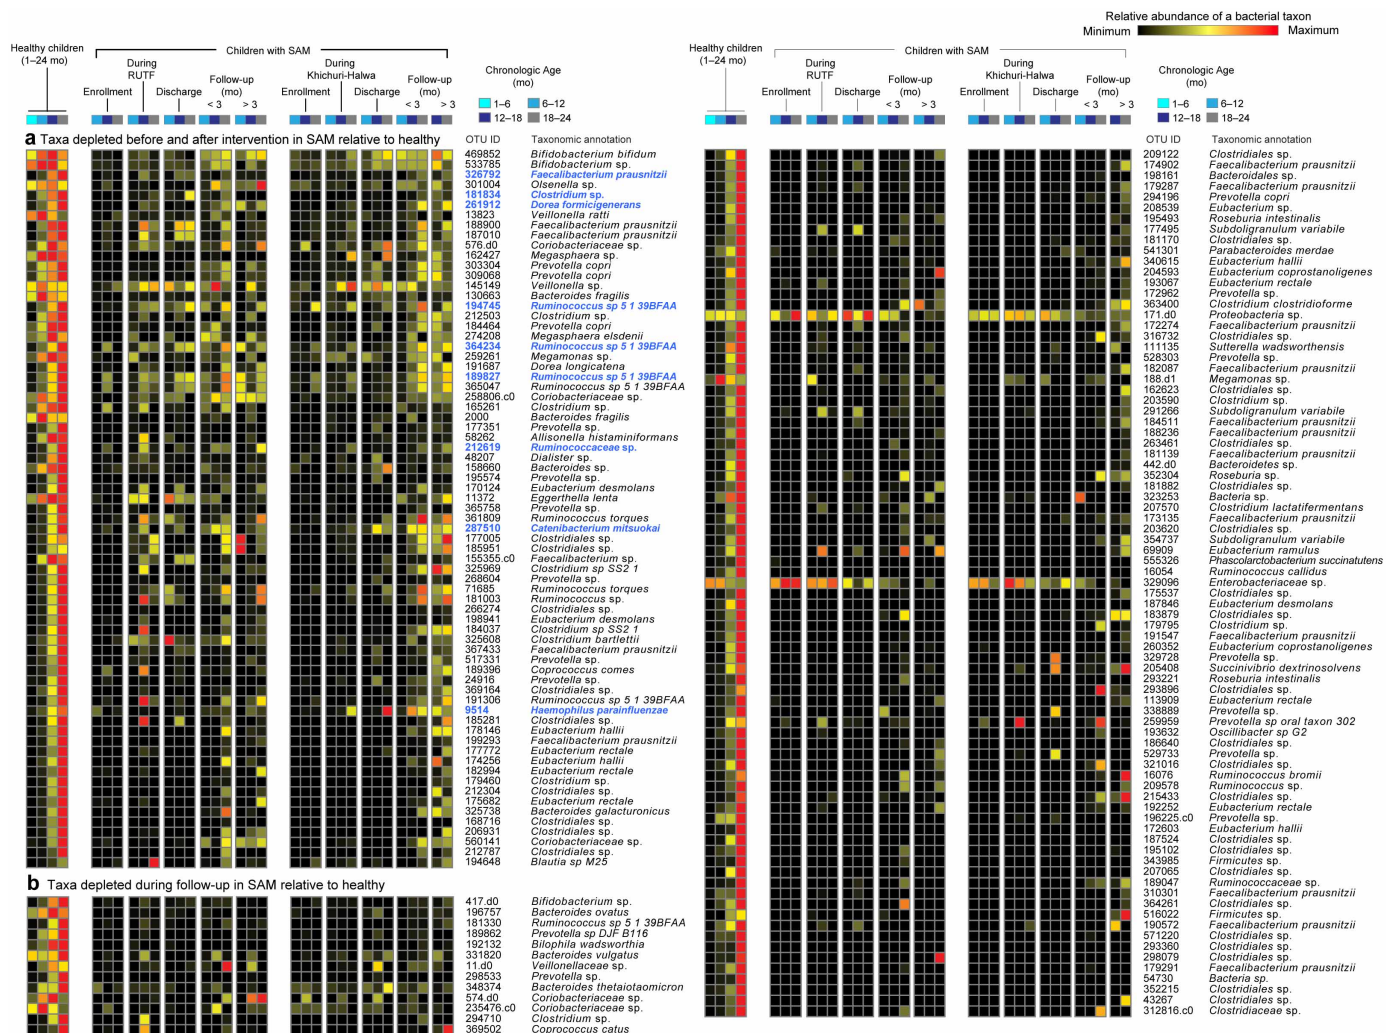 Relative abundance of a bacterial taxon
Minimum Maximum
Healthy children
(1–24 mo)
Children with SAM
During
RUTF
Enrollment
Discharge
Follow-up
(mo)
< 3 > 3
During
Khichuri-Halwa
Enrollment
Discharge
Follow-up
(mo)
< 3 > 3
Chronologic Age
(mo)
1–6 6–12
12–18 18–24
a Taxa depleted before and after intervention in SAM relative to healthy
OTU ID Taxonomic annotation
469852 Bifidobacterium bifidum
533785 Bifidobacterium sp.
326792 Faecalibacterium prausnitzii
301004 Olsenella sp.
181834 Clostridium sp.
261912 Dorea formicigenerans
13823 Veillonella ratti
188900 Faecalibacterium prausnitzii
187010 Faecalibacterium prausnitzii
576.d0 Coriobacteriaceae sp.
162427 Megasphaera sp.
303304 Prevotella copri
309068 Prevotella copri
145149 Veillonella sp.
130663 Bacteroides fragilis
194745 Ruminococcus sp 5 1 39BFAA
212503 Clostridium sp.
184464 Prevotella copri
274208 Megasphaera elsdenii
364234 Ruminococcus sp 5 1 39BFAA
259261 Megamonas sp.
191687 Dorea longicatena
189827 Ruminococcus sp 5 1 39BFAA
365047 Ruminococcus sp 5 1 39BFAA
258806.c0 Coriobacteriaceae sp.
165261 Clostridium sp.
2000 Bacteroides fragilis
177351 Prevotella sp.
58262 Allisonella histaminiformans
212619 Ruminococcaceae sp.
48207 Dialister sp.
158660 Bacteroides sp.
195574 Prevotella sp.
170124 Eubacterium desmolans
11372 Eggerthella lenta
365758 Prevotella sp.
361809 Ruminococcus torques
287510 Catenibacterium mitsuokai
177005 Clostridiales sp.
185951 Clostridiales sp.
155355.c0 Faecalibacterium sp.
325969 Clostridium sp SS2 1
268604 Prevotella sp.
71685 Ruminococcus torques
181003 Ruminococcus sp.
266274 Clostridiales sp.
198941 Eubacterium desmolans
184037 Clostridium sp SS2 1
325608 Clostridium bartlettii
367433 Faecalibacterium prausnitzii
517331 Prevotella sp.
189396 Coprococcus comes
24916 Prevotella sp.
369164 Clostridiales sp.
191306 Ruminococcus sp 5 1 39BFAA
9514 Haemophilus parainfluenzae
185281 Clostridiales sp.
178146 Eubacterium hallii
199293 Faecalibacterium prausnitzii
177772 Eubacterium rectale
174256 Eubacterium hallii
182994 Eubacterium rectale
179460 Clostridium sp.
212304 Clostridiales sp.
175682 Eubacterium rectale
325738 Bacteroides galacturonicus
168716 Clostridiales sp.
206931 Clostridiales sp.
560141 Coriobacteriaceae sp.
212787 Clostridiales sp.
194648 Blautia sp M25
b Taxa depleted during follow-up in SAM relative to healthy
417.d0 Bifidobacterium sp.
196757 Bacteroides ovatus
181330 Ruminococcus sp 5 1 39BFAA
189862 Prevotella sp DJF B116
192132 Bilophila wadsworthia
331820 Bacteroides vulgatus
11.d0 Veillonellaceae sp.
298533 Prevotella sp.
348374 Bacteroides thetaiotaomicron
574.d0 Coriobacteriaceae sp.
235476.c0 Coriobacteriaceae sp.
294710 Clostridium sp.
369502 Coprococcus catus
Healthy children
(1–24 mo)
Children with SAM
During
RUTF
Enrollment
Discharge
Follow-up
(mo)
< 3 > 3
During
Khichuri-Halwa
Enrollment
Discharge
Follow-up
(mo)
< 3 > 3
Chronologic Age
(mo)
1–6 6–12
12–18 18–24
OTU ID Taxonomic annotation
209122 Clostridiales sp.
174902 Faecalibacterium prausnitzii
198161 Bacteroidales sp.
179287 Faecalibacterium prausnitzii
294196 Prevotella copri
208539 Eubacterium sp.
195493 Roseburia intestinalis
177495 Subdoligranulum variabile
181170 Clostridiales sp.
541301 Parabacteroides merdae
340615 Eubacterium hallii
204593 Eubacterium coprostanoligenes
193067 Eubacterium rectale
172962 Prevotella sp.
363400 Clostridium clostridioforme
171.d0 Proteobacteria sp.
172274 Faecalibacterium prausnitzii
316732 Clostridiales sp.
111135 Sutterella wadsworthensis
528303 Prevotella sp.
182087 Faecalibacterium prausnitzii
188.d1 Megamonas sp.
162623 Clostridiales sp.
203590 Clostridium sp.
291266 Subdoligranulum variabile
184511 Faecalibacterium prausnitzii
188236 Faecalibacterium prausnitzii
263461 Clostridiales sp.
181139 Faecalibacterium prausnitzii
442.d0 Bacteroidetes sp.
352304 Roseburia sp.
181882 Clostridiales sp.
323253 Bacteria sp.
207570 Clostridium lactatifermentans
173135 Faecalibacterium prausnitzii
203620 Clostridiales sp.
354737 Subdoligranulum variabile
69909 Eubacterium ramulus
555326 Phascolarctobacterium succinatutens
16054 Ruminococcus callidus
329096 Enterobacteriaceae sp.
175537 Clostridiales sp.
187846 Eubacterium desmolans
183879 Clostridiales sp.
179795 Clostridium sp.
191547 Faecalibacterium prausnitzii
260352 Eubacterium coprostanoligenes
329728 Prevotella sp.
205408 Succinivibrio dextrinosolvens
293221 Roseburia intestinalis
293896 Clostridiales sp.
113909 Eubacterium rectale
338889 Prevotella sp.
259959 Prevotella sp oral taxon 302
193632 Oscillibacter sp G2
186640 Clostridiales sp.
529733 Prevotella sp.
321016 Clostridiales sp.
16076 Ruminococcus bromii
209578 Ruminococcus sp.
215433 Clostridiales sp.
192252 Eubacterium rectale
196225.c0 Prevotella sp.
172603 Eubacterium hallii
187524 Clostridiales sp.
195102 Clostridiales sp.
343985 Firmicutes sp.
207065 Clostridiales sp.
189047 Ruminococcaceae sp.
310301 Faecalibacterium prausnitzii
364261 Clostridiales sp.
516022 Firmicutes sp.
190572 Faecalibacterium prausnitzii
571220 Clostridiales sp.
293360 Clostridiales sp.
298079 Clostridiales sp.
179291 Faecalibacterium prausnitzii
54730 Bacteria sp.
352215 Clostridiales sp.
43267 Clostridiales sp.
312816.c0 Clostridiaceae sp.